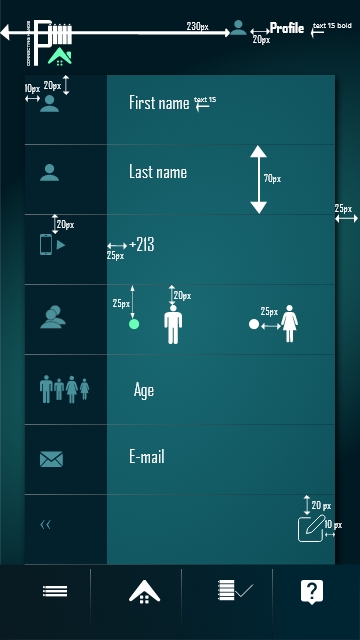 230px
Profile
text 15 bold
20px
10px
20px
First name
text 15
Last name
70px
25px
20px
+213
25px
25px
20px
25px
Age
E-mail
<<
20 px
10 px
?